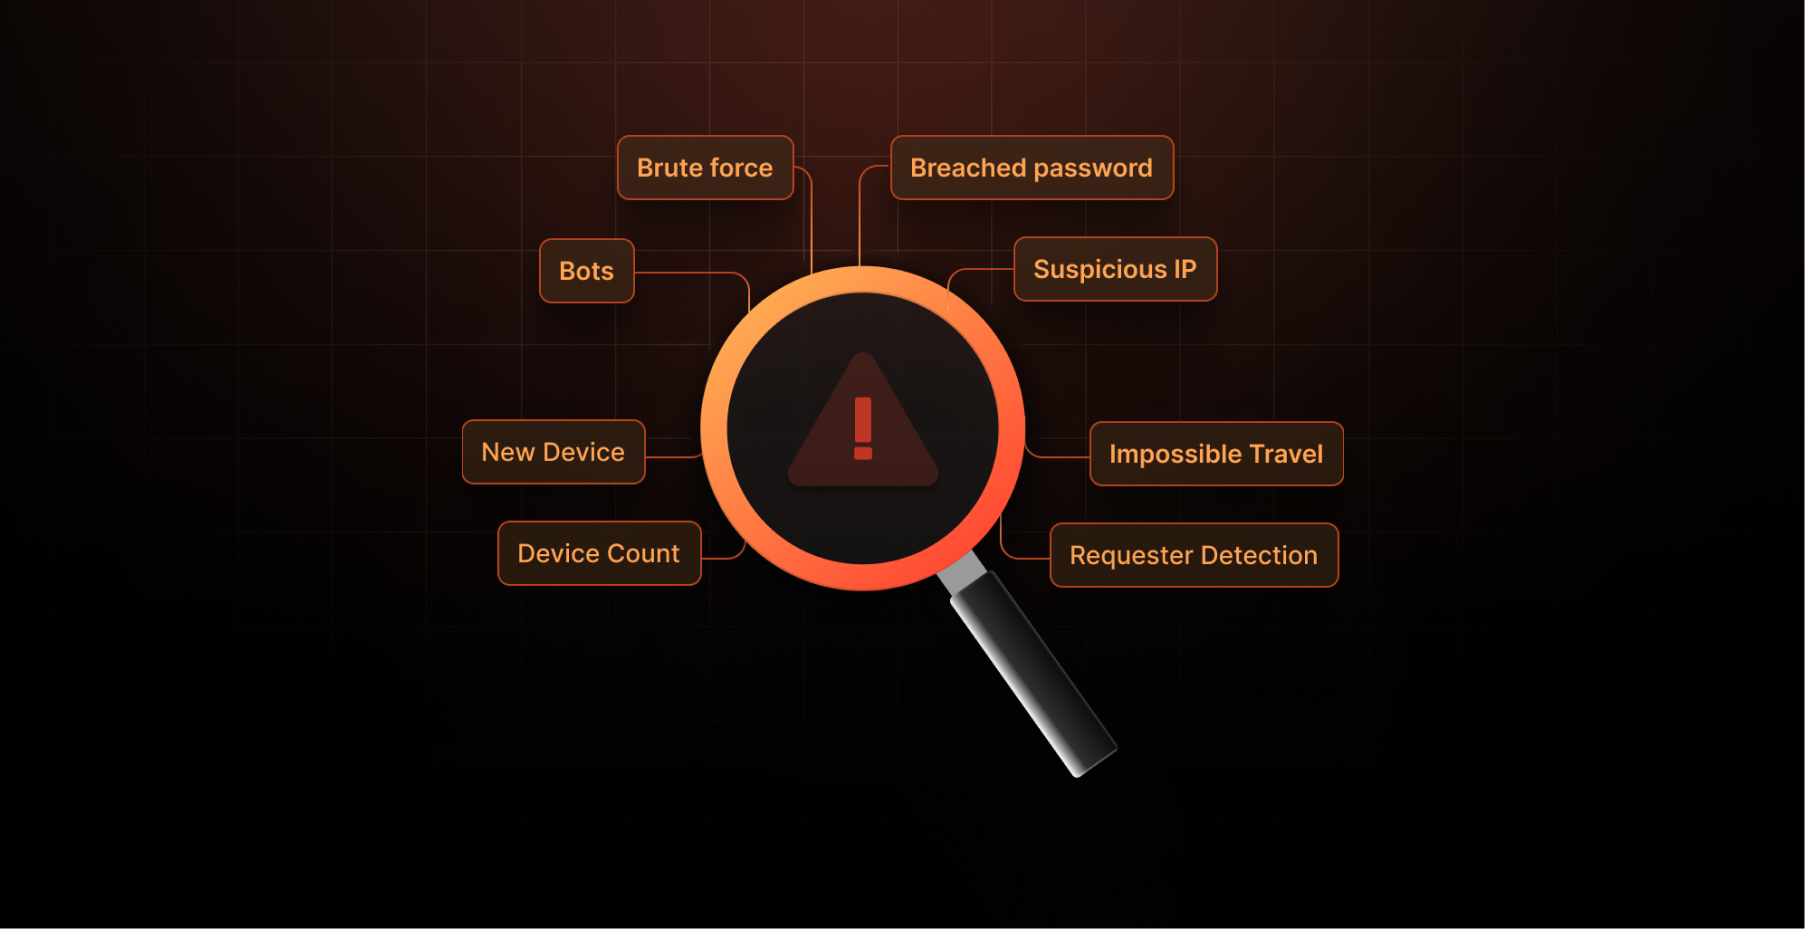 Brute force
Breached password
Bots
Suspicious IP
New Device
Impossible Travel
Device Count
Requester Detection